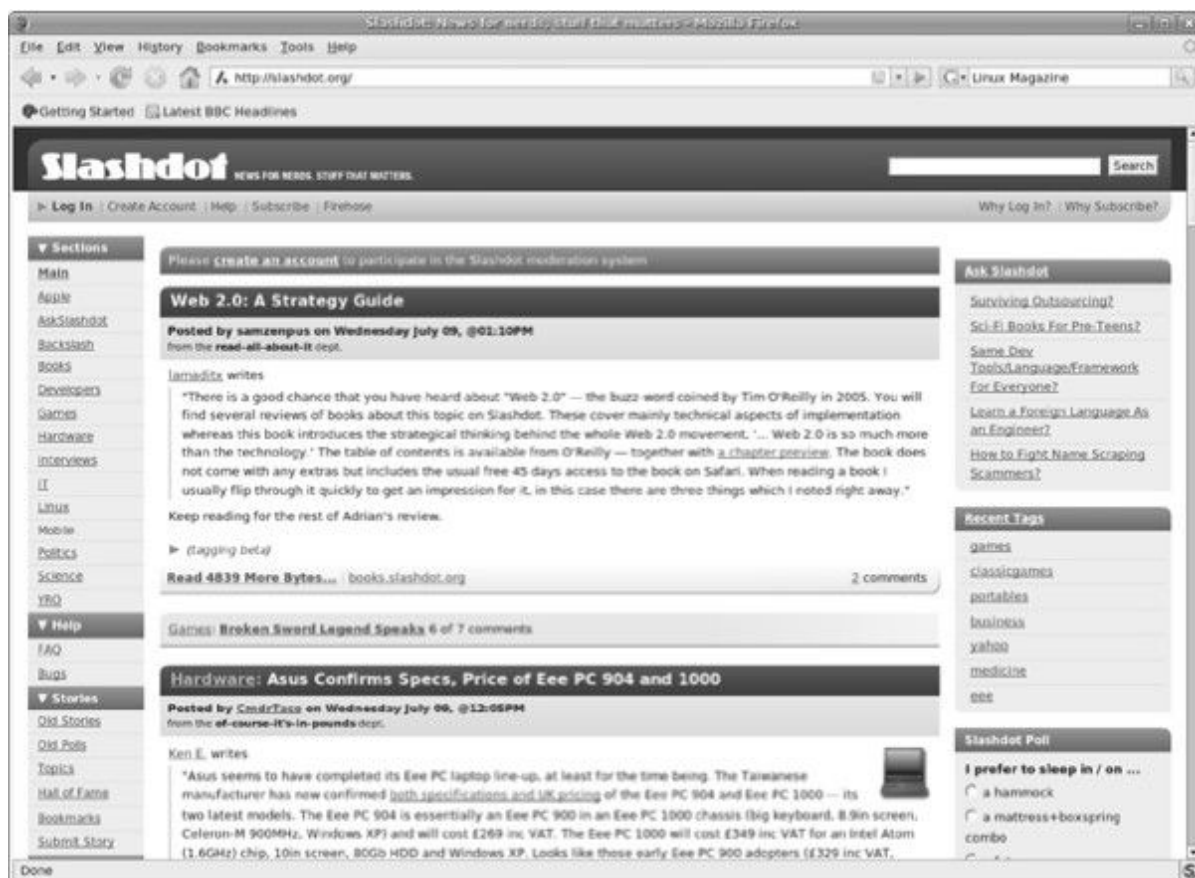 Slashdot: News for nerds, stuff that matters - Mozilla Firefox
File Edit View History Bookmarks Tools Help
http://slashdot.org/
Linux Magazine
Getting Started Latest BBC Headlines
Slashdot NEWS FOR NERDS. STUFF THAT MATTERS.
Search
Log In Create Account Help Subscribe Firehose
Why Log In? Why Subscribe?
Sections
Main
Apple
AskSlashdot
Backslash
Books
Developers
Games
Hardware
Interviews
IT
Linux
Mobile
Politics
Science
YRO
Help
FAQ
Bugs
Stories
Old Stories
Old Polls
Topics
Hall of Fame
Bookmarks
Submit Story
Please create an account to participate in the Slashdot moderation system
Web 2.0: A Strategy Guide
Posted by samzenpus on Wednesday July 09, @01:10PM
from the read-all-about-it dept.
lamaditx writes
"There is a good chance that you have heard about "Web 2.0" — the buzz-word coined by Tim O'Reilly in 2005. You will
find several reviews of books about this topic on Slashdot. These cover mainly technical aspects of implementation
whereas this book introduces the strategical thinking behind the whole Web 2.0 movement. '... Web 2.0 is so much more
than the technology.' The table of contents is available from O'Reilly — together with a chapter preview. The book does
not come with any extras but includes the usual free 45 days access to the book on Safari. When reading a book I
usually flip through it quickly to get an impression for it, in this case there are three things which I noted right away."
Keep reading for the rest of Adrian's review.
(tagging beta)
Read 4839 More Bytes... books.slashdot.org
2 comments
Games: Broken Sword Legend Speaks 6 of 7 comments
Hardware: Asus Confirms Specs, Price of Eee PC 904 and 1000
Posted by CmdrTaco on Wednesday July 09, @12:05PM
from the of-course-it's-in-pounds dept.
Ken E. writes
"Asus seems to have completed its Eee PC laptop line-up, at least for the time being. The Taiwanese
manufacturer has now confirmed both specifications and UK pricing of the Eee PC 904 and Eee PC 1000 — its
two latest models. The Eee PC 904 is essentially an Eee PC 900 in an Eee PC 1000 chassis (big keyboard, 8.9in screen,
Celeron-M 900MHz, Windows XP) and will cost £269 inc VAT. The Eee PC 1000 will cost £349 inc VAT for an Intel Atom
(1.6GHz) chip, 10in screen, 80Gb HDD and Windows XP. Looks like those early Eee PC 900 adopters (£329 inc VAT,
Ask Slashdot
Surviving Outsourcing?
Sci-Fi Books For Pre-Teens?
Same Dev
Tools/Language/Framework
For Everyone?
Learn a Foreign Language As
an Engineer?
How to Fight Name Scraping
Scammers?
Recent Tags
games
classicgames
portables
business
yahoo
medicine
eee
Slashdot Poll
I prefer to sleep in / on ...
a hammock
a mattress+boxspring
combo
Done